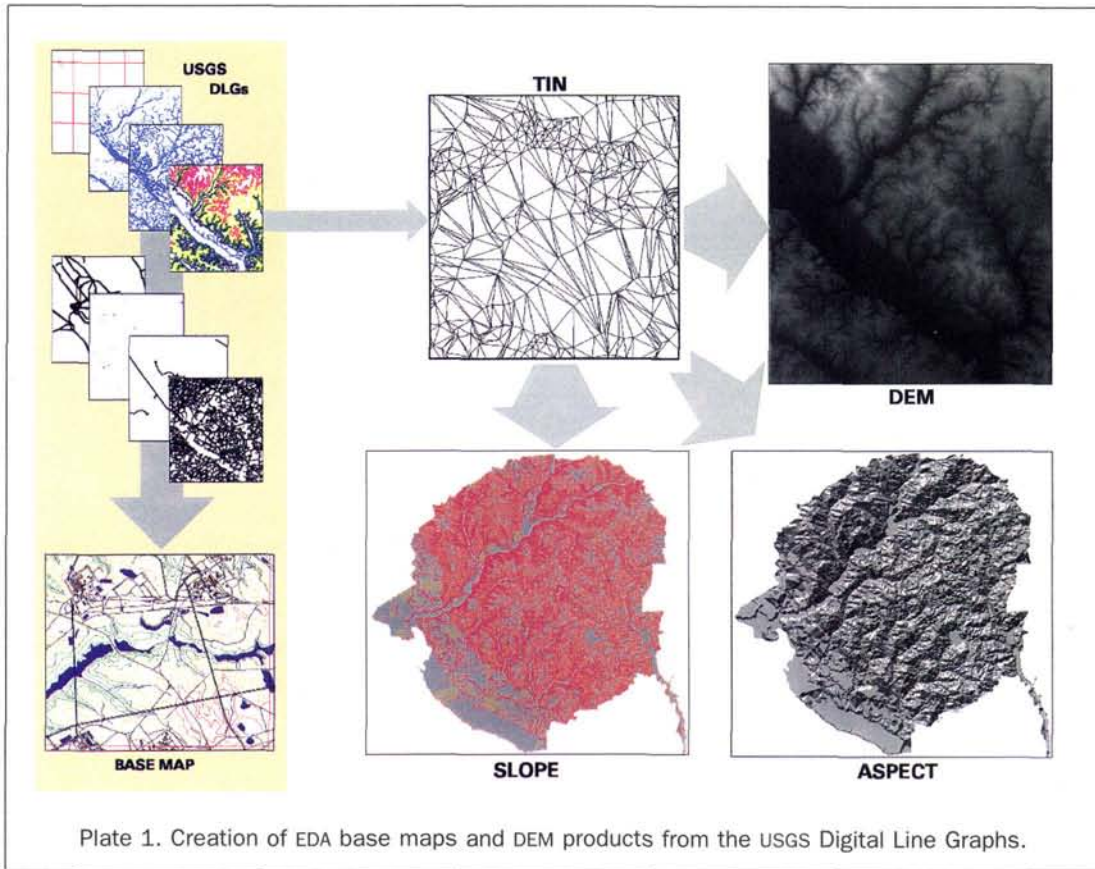 USGS
DLGs
TIN
DEM
BASE MAP
SLOPE
ASPECT
Plate 1. Creation of EDA base maps and DEM products from the USGS Digital Line Graphs.